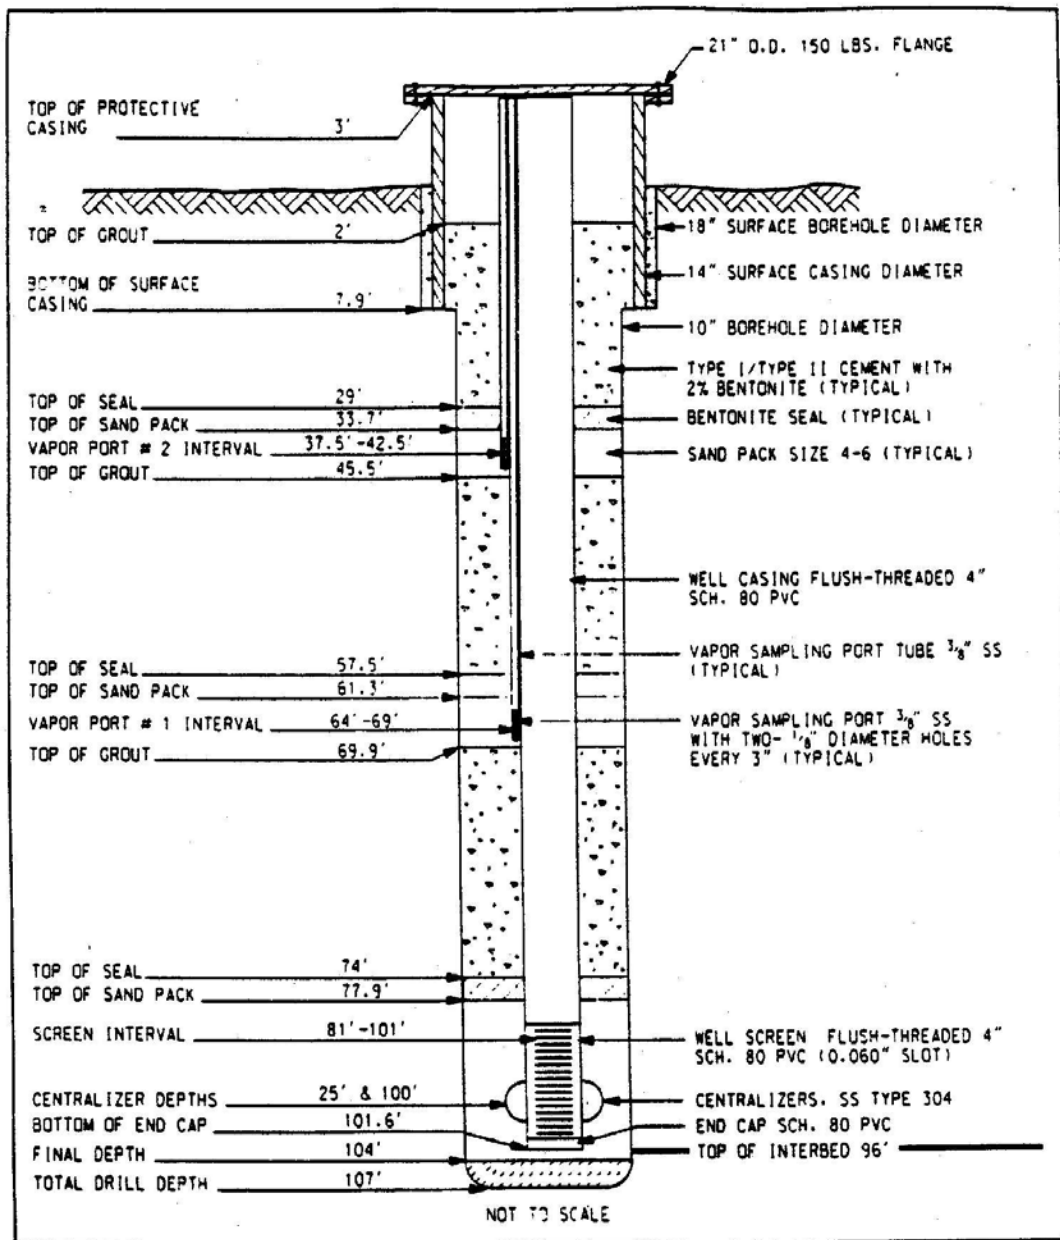 21" O.D. 150 LBS. FLANGE
TOP OF PROTECTIVE
CASING 3'
TOP OF GROUT 2'
18" SURFACE BOREHOLE DIAMETER
BOTTOM OF SURFACE
CASING 7.9'
14" SURFACE CASING DIAMETER
10" BOREHOLE DIAMETER
TYPE I/TYPE II CEMENT WITH
2% BENTONITE (TYPICAL)
TOP OF SEAL 29'
BENTONITE SEAL (TYPICAL)
TOP OF SAND PACK 33.7'
VAPOR PORT # 2 INTERVAL 37.5'-42.5'
SAND PACK SIZE 4-6 (TYPICAL)
TOP OF GROUT 45.5'
WELL CASING FLUSH-THREADED 4"
SCH. 80 PVC
TOP OF SEAL 57.5'
VAPOR SAMPLING PORT TUBE 3/8" SS
(TYPICAL)
TOP OF SAND PACK 61.3'
VAPOR PORT # 1 INTERVAL 64'-69'
VAPOR SAMPLING PORT 3/8" SS
WITH TWO- 1/8" DIAMETER HOLES
EVERY 3" (TYPICAL)
TOP OF GROUT 69.9'
TOP OF SEAL 74'
TOP OF SAND PACK 77.9'
SCREEN INTERVAL 81'-101'
WELL SCREEN FLUSH-THREADED 4"
SCH. 80 PVC (0.060" SLOT)
CENTRALIZER DEPTHS 25' & 100'
CENTRALIZERS. SS TYPE 304
BOTTOM OF END CAP 101.6'
END CAP SCH. 80 PVC
FINAL DEPTH 104'
TOP OF INTERBED 96'
TOTAL DRILL DEPTH 107'
NOT TO SCALE